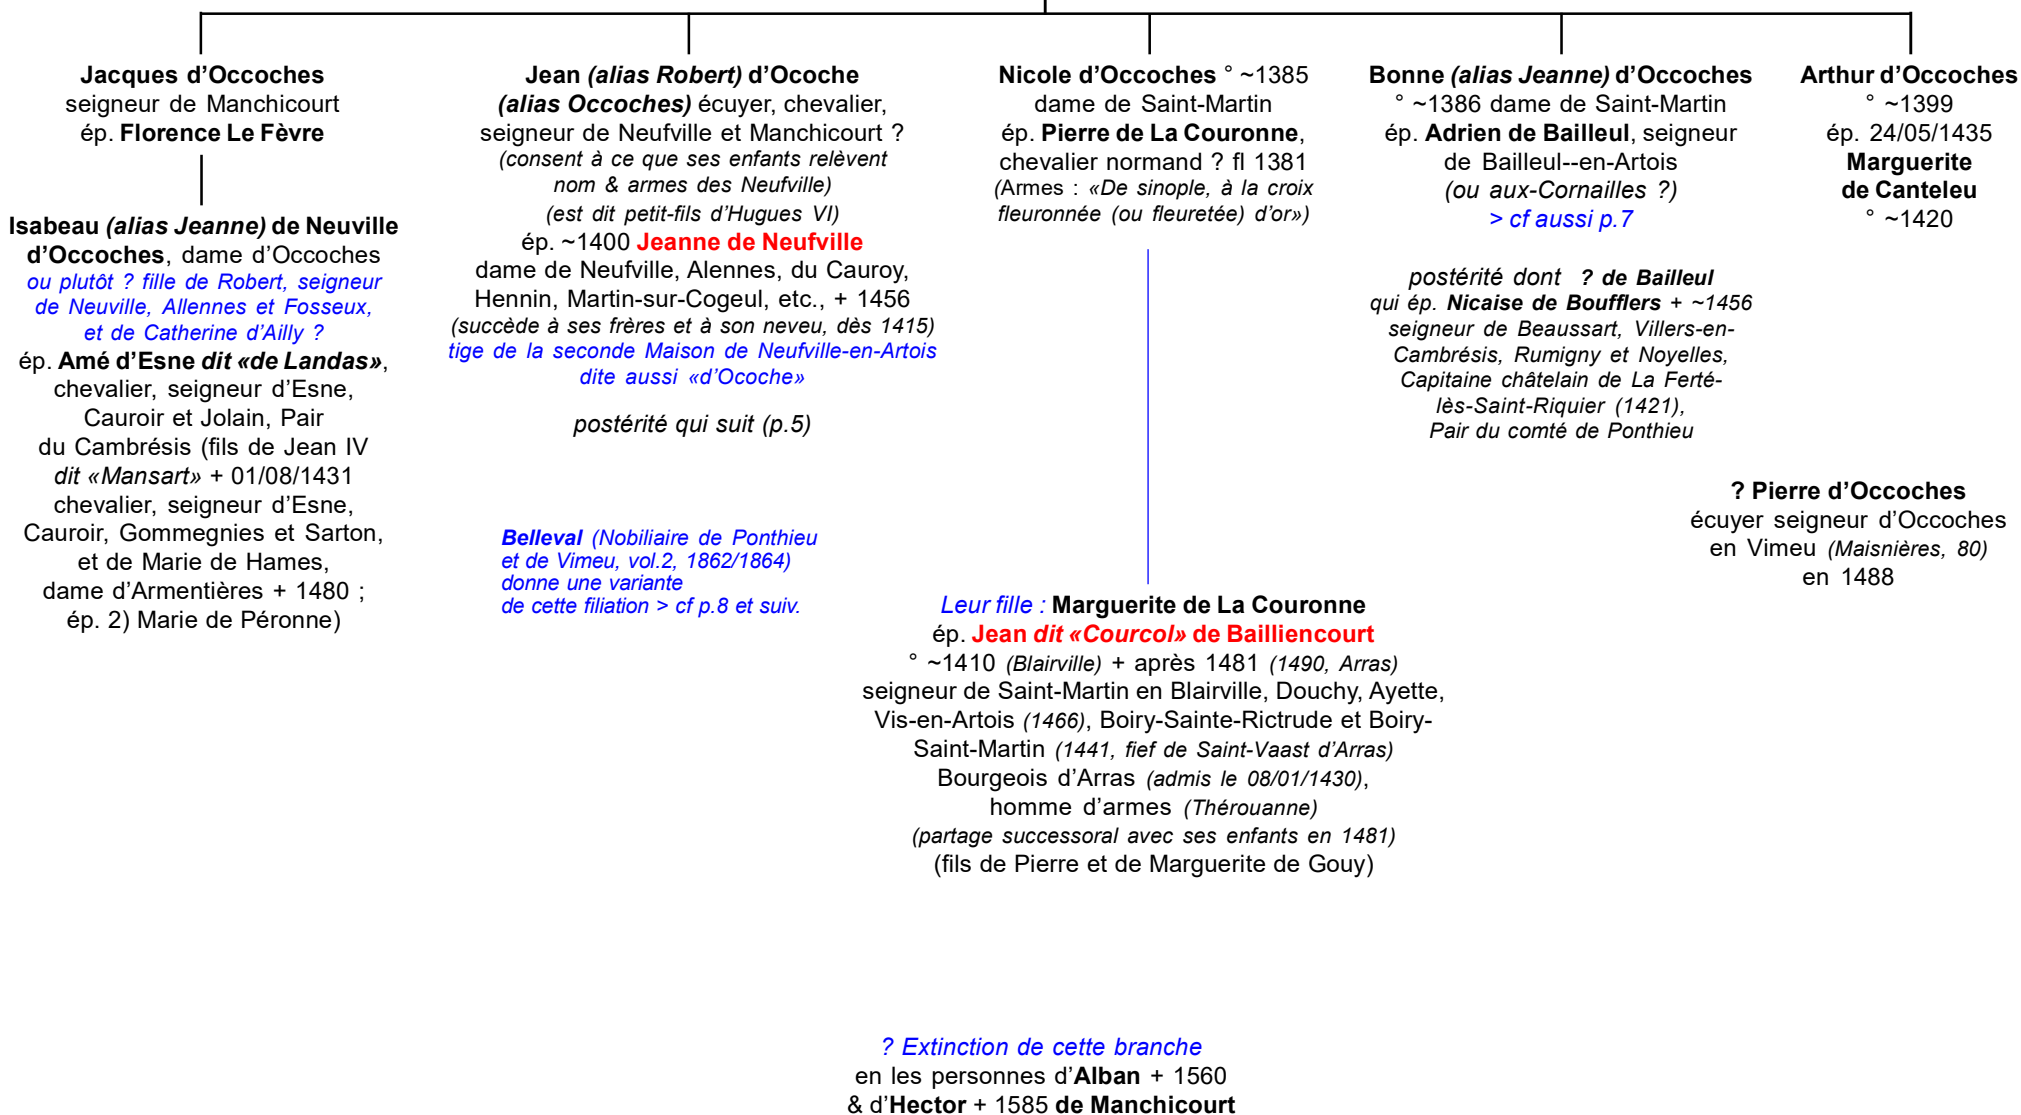 Jacques d'Occoches
seigneur de Manchicourt
ép. Florence Le Fèvre
Isabeau (alias Jeanne) de Neuville
d'Occoches, dame d'Occoches
ou plutôt ? fille de Robert, seigneur
de Neuville, Allennes et Fosseux,
et de Catherine d'Ailly ?
ép. Amé d'Esne dit «de Landas»,
chevalier, seigneur d'Esne,
Cauroir et Jolain, Pair
du Cambrésis (fils de Jean IV
dit «Mansart» + 01/08/1431
chevalier, seigneur d'Esne,
Cauroir, Gommegnies et Sarton,
et de Marie de Hames,
dame d'Armentières + 1480 ;
ép. 2) Marie de Péronne)
Jean (alias Robert) d'Ocoche
(alias Occoches) écuyer, chevalier,
seigneur de Neufville et Manchicourt ?
(consent à ce que ses enfants relèvent
nom & armes des Neufville)
(est dit petit-fils d'Hugues VI)
ép. ~1400 Jeanne de Neufville
dame de Neufville, Alennes, du Cauroy,
Hennin, Martin-sur-Cogeul, etc., + 1456
(succède à ses frères et à son neveu, dès 1415)
tige de la seconde Maison de Neufville-en-Artois
dite aussi «d'Ocoche»
postérité qui suit (p.5)
Belleval (Nobiliaire de Ponthieu
et de Vimeu, vol.2, 1862/1864)
donne une variante
de cette filiation > cf p.8 et suiv.
Nicole d'Occoches ° ~1385
dame de Saint-Martin
ép. Pierre de La Couronne,
chevalier normand ? fl 1381
(Armes : «De sinople, à la croix
fleuronnée (ou fleuretée) d'or»)
Leur fille : Marguerite de La Couronne
ép. Jean dit «Courcol» de Bailliencourt
° ~1410 (Blairville) + après 1481 (1490, Arras)
seigneur de Saint-Martin en Blairville, Douchy, Ayette,
Vis-en-Artois (1466), Boiry-Sainte-Rictrude et Boiry-
Saint-Martin (1441, fief de Saint-Vaast d'Arras)
Bourgeois d'Arras (admis le 08/01/1430),
homme d'armes (Thérouanne)
(partage successoral avec ses enfants en 1481)
(fils de Pierre et de Marguerite de Gouy)
Bonne (alias Jeanne) d'Occoches
° ~1386 dame de Saint-Martin
ép. Adrien de Bailleul, seigneur
de Bailleul--en-Artois
(ou aux-Cornailles ?)
> cf aussi p.7
postérité dont ? de Bailleul
qui ép. Nicaise de Boufflers + ~1456
seigneur de Beaussart, Villers-en-
Cambrésis, Rumigny et Noyelles,
Capitaine châtelain de La Ferté-
lès-Saint-Riquier (1421),
Pair du comté de Ponthieu
Arthur d'Occoches
° ~1399
ép. 24/05/1435
Marguerite
de Canteleu
° ~1420
? Pierre d'Occoches
écuyer seigneur d'Occoches
en Vimeu (Maisnières, 80)
en 1488
? Extinction de cette branche
en les personnes d'Alban + 1560
& d'Hector + 1585 de Manchicourt